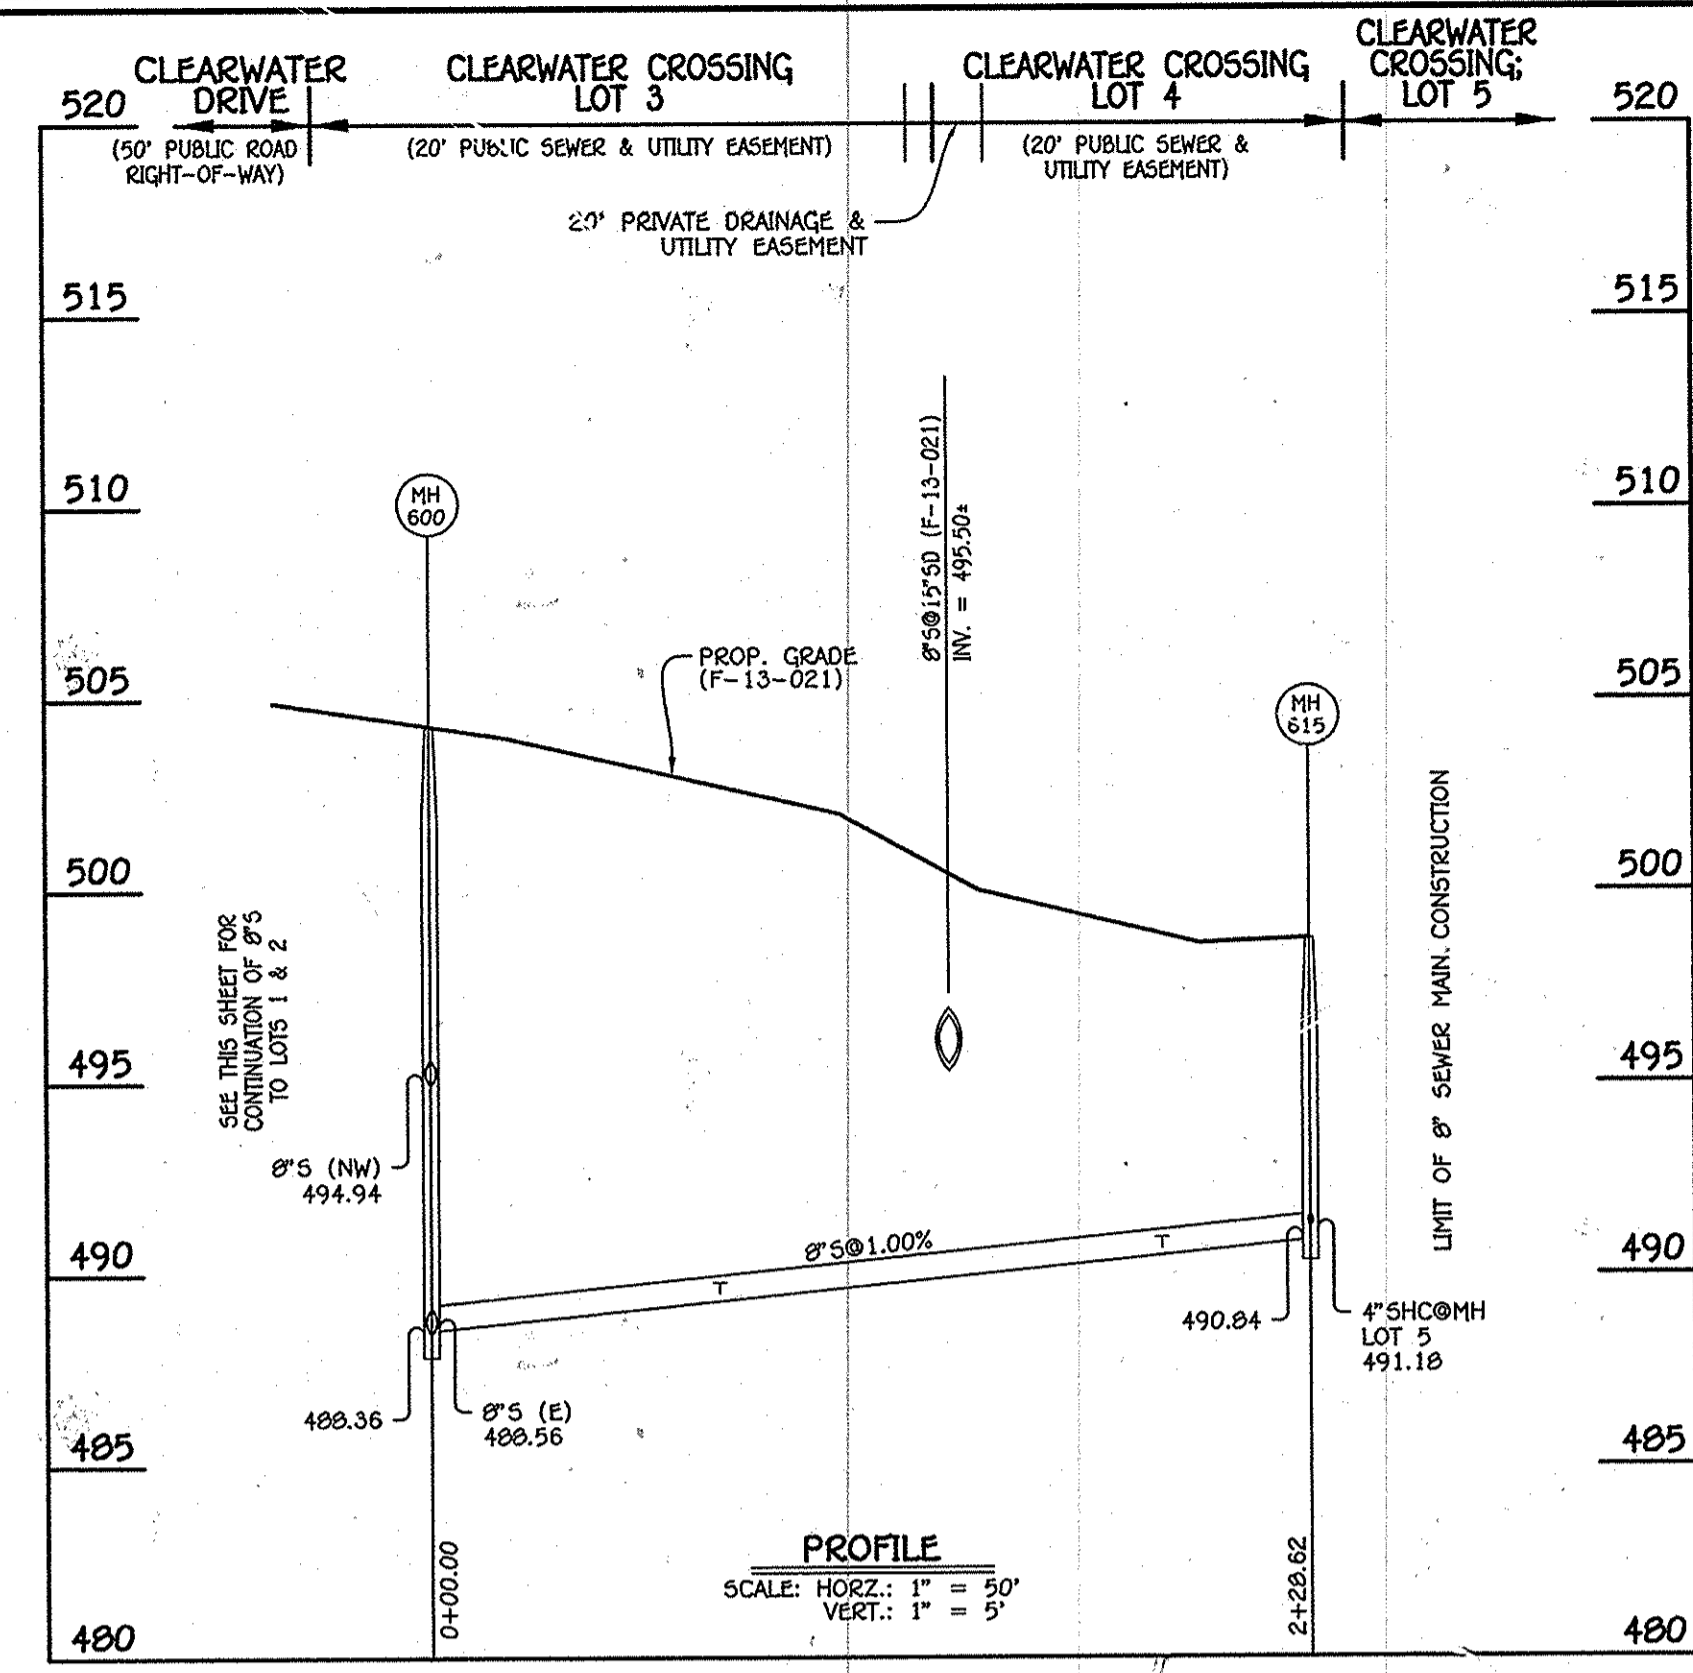 CLEARWATER
DRIVE
(50' PUBLIC ROAD
RIGHT-OF-WAY)
CLEARWATER CROSSING
LOT 3
(20' PUBLIC SEWER & UTILITY EASEMENT)
CLEARWATER CROSSING
LOT 4
(20' PUBLIC SEWER &
UTILITY EASEMENT)
CLEARWATER
CROSSING;
LOT 5
20' PRIVATE DRAINAGE &
UTILITY EASEMENT
520
515
510
505
500
495
490
485
480
520
515
510
505
500
495
490
485
480
MH
600
8"S@15"SD (F-13-021)
INV. = 495.50±
PROP. GRADE
(F-13-021)
MH
615
SEE THIS SHEET FOR
CONTINUATION OF 8"S
TO LOTS 1 & 2
8"S (NW)
494.94
LIMIT OF 8" SEWER MAIN CONSTRUCTION
8"S@1.00%
T
T
490.84
4"SHC@MH
LOT 5
491.18
488.36
8"S (E)
488.56
0+00.00
2+28.62
PROFILE
SCALE: HORZ.: 1" = 50'
VERT.: 1" = 5'